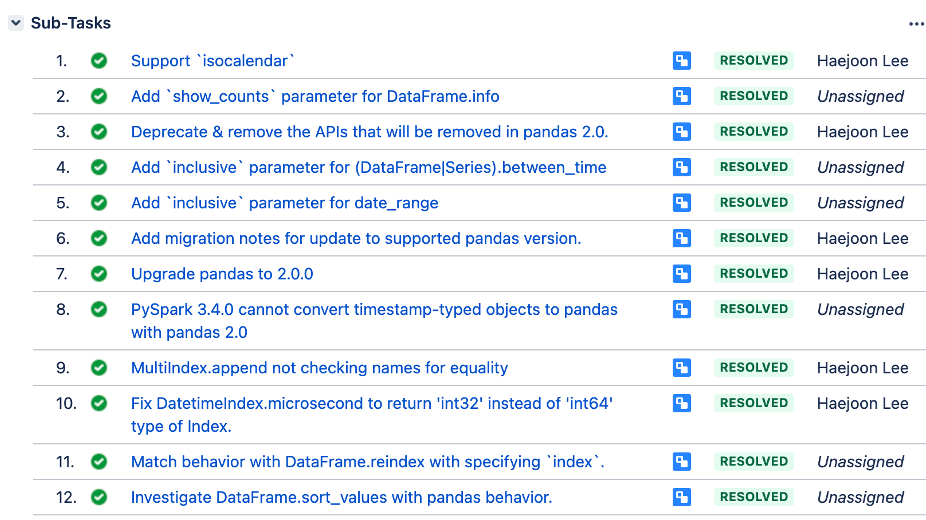 Sub-Tasks
1. Support `isocalendar` RESOLVED Haejoon Lee
2. Add `show_counts` parameter for DataFrame.info RESOLVED Unassigned
3. Deprecate & remove the APIs that will be removed in pandas 2.0. RESOLVED Haejoon Lee
4. Add `inclusive` parameter for (DataFrame|Series).between_time RESOLVED Unassigned
5. Add `inclusive` parameter for date_range RESOLVED Unassigned
6. Add migration notes for update to supported pandas version. RESOLVED Haejoon Lee
7. Upgrade pandas to 2.0.0 RESOLVED Haejoon Lee
8. PySpark 3.4.0 cannot convert timestamp-typed objects to pandas RESOLVED Unassigned
with pandas 2.0
9. MultiIndex.append not checking names for equality RESOLVED Haejoon Lee
10. Fix DatetimeIndex.microsecond to return 'int32' instead of 'int64' RESOLVED Haejoon Lee
type of Index.
11. Match behavior with DataFrame.reindex with specifying `index`. RESOLVED Unassigned
12. Investigate DataFrame.sort_values with pandas behavior. RESOLVED Unassigned